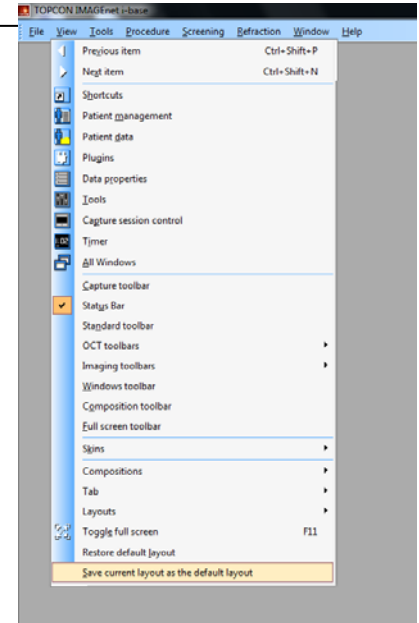 TOPCON IMAGEnet i-base
File View Tools Procedure Screening Refraction Window Help
Previous item Ctrl+Shift+P
Next item Ctrl+Shift+N
Shortcuts
Patient management
Patient data
Plugins
Data properties
Tools
Capture session control
Timer
All Windows
Capture toolbar
Status Bar
Standard toolbar
OCT toolbars
Imaging toolbars
Windows toolbar
Composition toolbar
Full screen toolbar
Skins
Compositions
Tab
Layouts
Toggle full screen F11
Restore default layout
Save current layout as the default layout